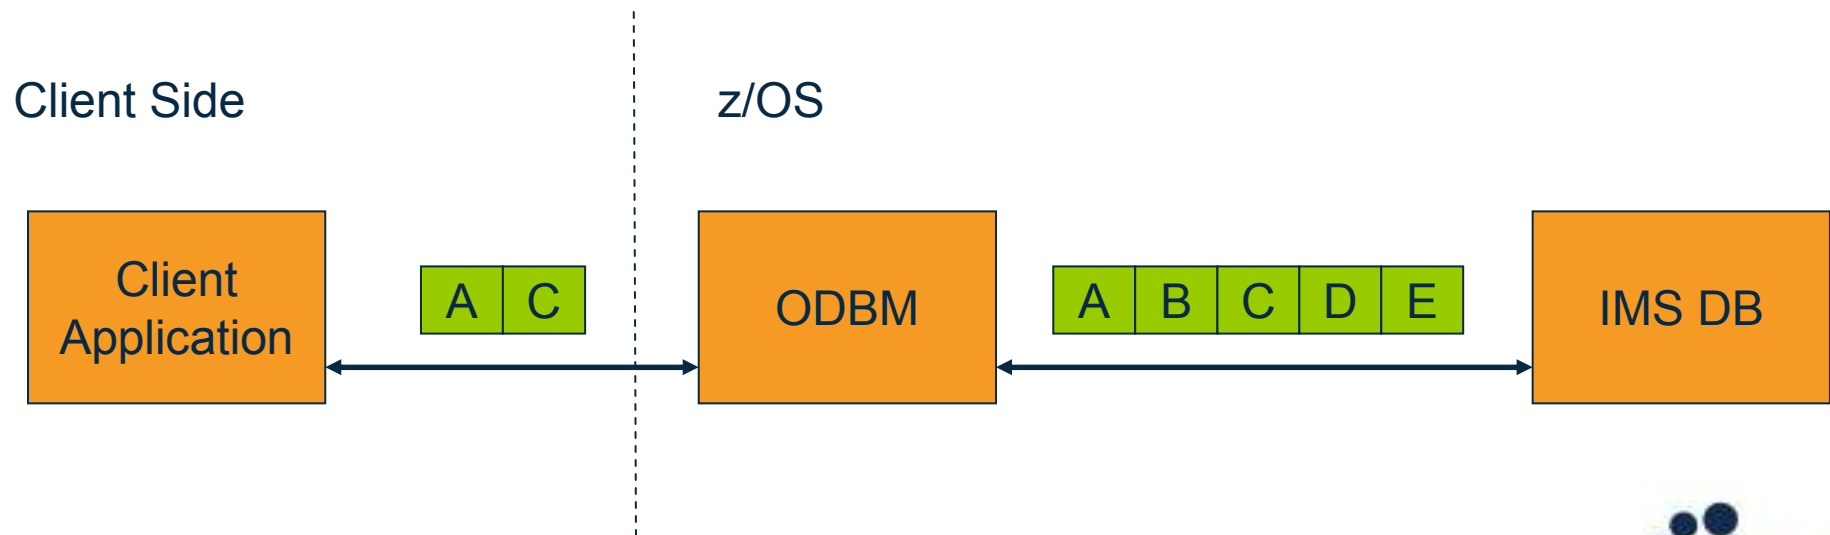 Client Side
z/OS
Client
Application
A C
ODBM
A B C D E
IMS DB